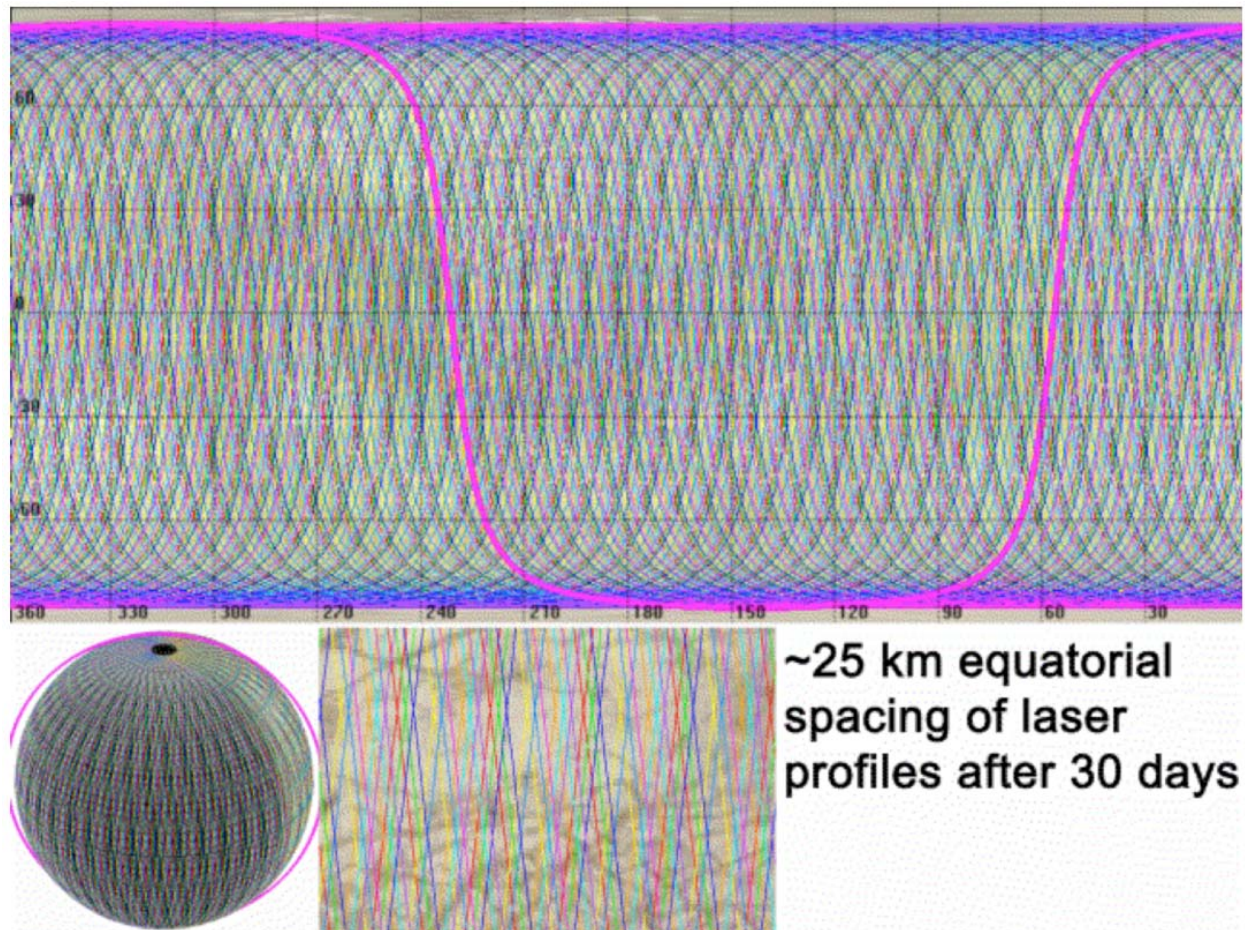 60
30
0
30
-60
360 330 300 270 240 210 180 150 120 90 60 30
~25 km equatorial
spacing of laser
profiles after 30 days